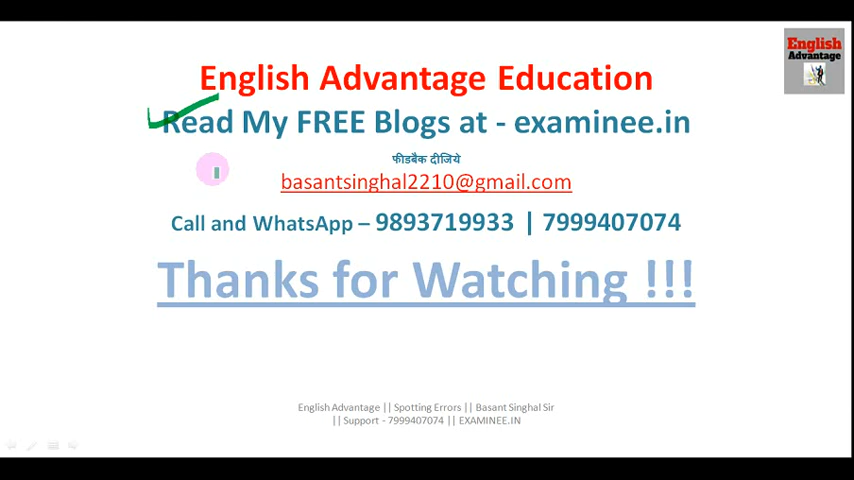 English
Advantage
English Advantage Education
Read My FREE Blogs at - examinee.in
फीडबैक दीजिये
basantsinghal2210@gmail.com
Call and WhatsApp – 9893719933 | 7999407074
Thanks for Watching !!!
English Advantage || Spotting Errors || Basant Singhal Sir
|| Support - 7999407074 || EXAMINEE.IN